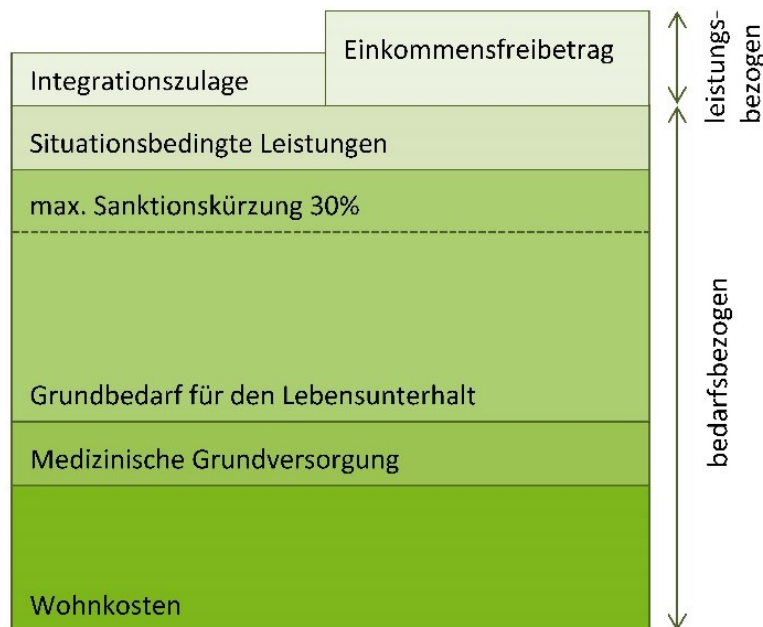 Einkommensfreibetrag
Integrationszulage
Situationsbedingte Leistungen
max. Sanktionskürzung 30%
Grundbedarf für den Lebensunterhalt
Medizinische Grundversorgung
Wohnkosten
leistungs-
bezogen
bedarfsbezogen